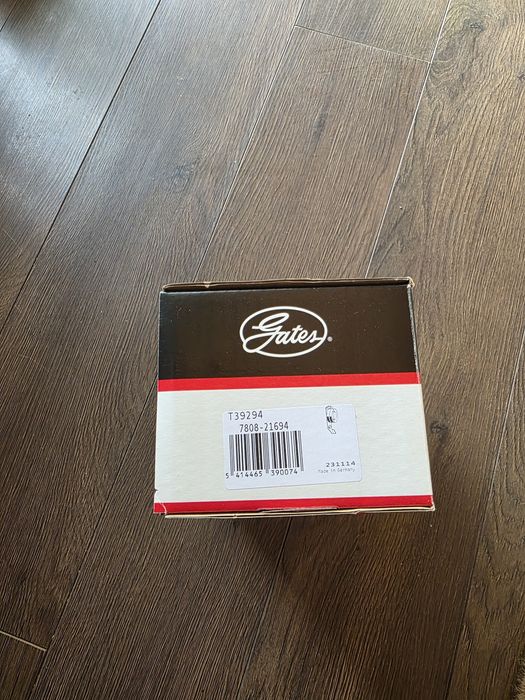 Gates®
T39294
7808-21694
5 414465 390074
231114
Made in Germany